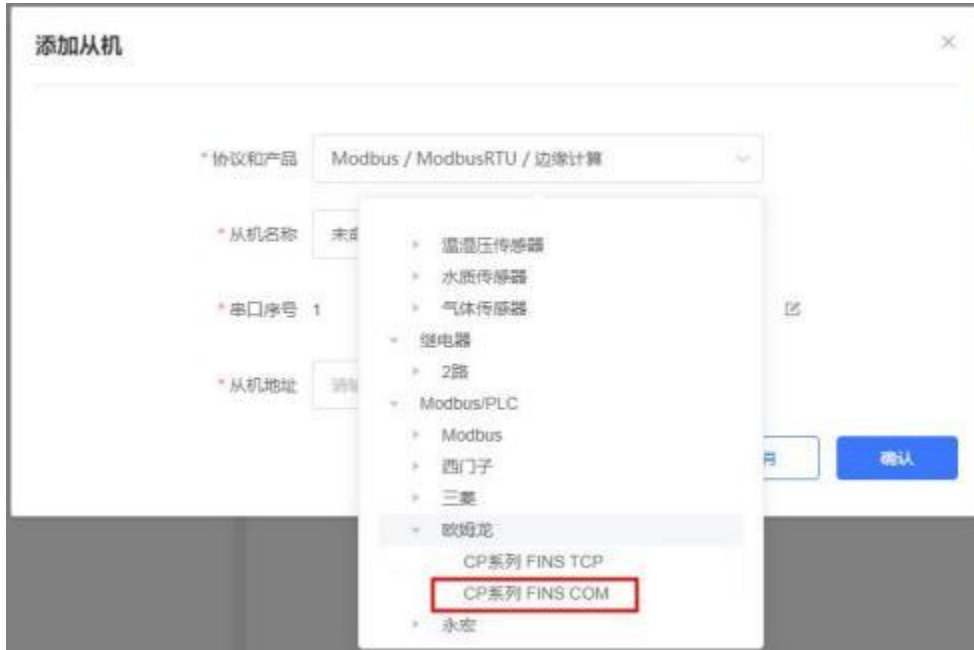 添加从机
* 协议和产品 Modbus / ModbusRTU / 边缘计算
* 从机名称 未
温湿压传感器
水质传感器
* 串口序号 1
气体传感器
继电器
2路
* 从机地址 请
Modbus/PLC
Modbus
西门子
确认
三菱
欧姆龙
CP系列 FINS TCP
CP系列 FINS COM
永宏